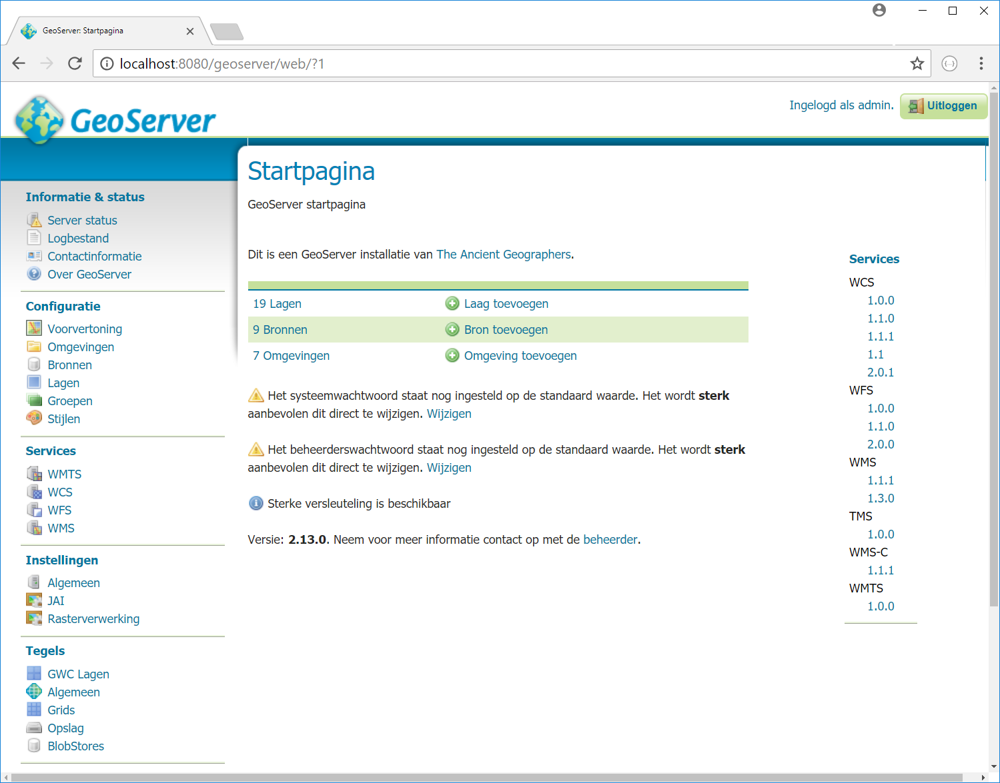 GeoServer: Startpagina
localhost:8080/geoserver/web/?1
GeoServer
Ingelogd als admin.
Uitloggen
Informatie & status
Server status
Logbestand
Contactinformatie
Over GeoServer
Configuratie
Voorvertoning
Omgevingen
Bronnen
Lagen
Groepen
Stijlen
Services
WMTS
WCS
WFS
WMS
Instellingen
Algemeen
JAI
Rasterverwerking
Tegels
GWC Lagen
Algemeen
Grids
Opslag
BlobStores
Startpagina
GeoServer startpagina
Dit is een GeoServer installatie van The Ancient Geographers.
19 Lagen Laag toevoegen
9 Bronnen Bron toevoegen
7 Omgevingen Omgeving toevoegen
Het systeemwachtwoord staat nog ingesteld op de standaard waarde. Het wordt sterk
aanbevolen dit direct te wijzigen. Wijzigen
Het beheerderswachtwoord staat nog ingesteld op de standaard waarde. Het wordt sterk
aanbevolen dit direct te wijzigen. Wijzigen
Sterke versleuteling is beschikbaar
Versie: 2.13.0. Neem voor meer informatie contact op met de beheerder.
Services
WCS
1.0.0
1.1.0
1.1.1
1.1
2.0.1
WFS
1.0.0
1.1.0
2.0.0
WMS
1.1.1
1.3.0
TMS
1.0.0
WMS-C
1.1.1
WMTS
1.0.0